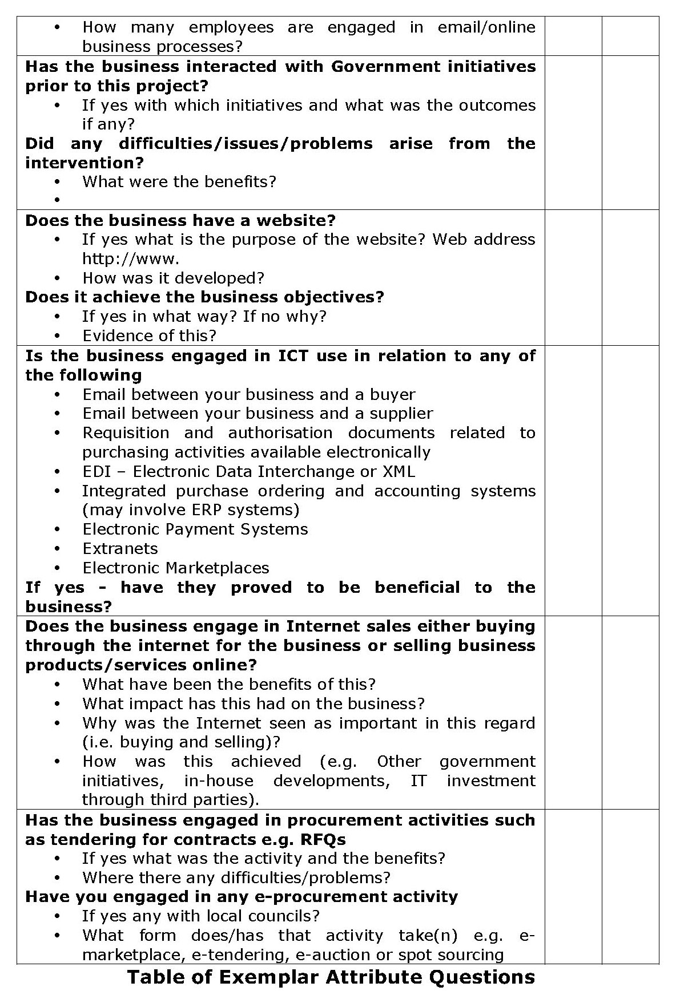 • How many employees are engaged in email/online
business processes?
Has the business interacted with Government initiatives
prior to this project?
• If yes with which initiatives and what was the outcomes
if any?
Did any difficulties/issues/problems arise from the
intervention?
• What were the benefits?
•
Does the business have a website?
• If yes what is the purpose of the website? Web address
http://www.
• How was it developed?
Does it achieve the business objectives?
• If yes in what way? If no why?
• Evidence of this?
Is the business engaged in ICT use in relation to any of
the following
• Email between your business and a buyer
• Email between your business and a supplier
• Requisition and authorisation documents related to
purchasing activities available electronically
• EDI – Electronic Data Interchange or XML
• Integrated purchase ordering and accounting systems
(may involve ERP systems)
• Electronic Payment Systems
• Extranets
• Electronic Marketplaces
If yes - have they proved to be beneficial to the
business?
Does the business engage in Internet sales either buying
through the internet for the business or selling business
products/services online?
• What have been the benefits of this?
• What impact has this had on the business?
• Why was the Internet seen as important in this regard
(i.e. buying and selling)?
• How was this achieved (e.g. Other government
initiatives, in-house developments, IT investment
through third parties).
Has the business engaged in procurement activities such
as tendering for contracts e.g. RFQs
• If yes what was the activity and the benefits?
• Where there any difficulties/problems?
Have you engaged in any e-procurement activity
• If yes any with local councils?
• What form does/has that activity take(n) e.g. e-
marketplace, e-tendering, e-auction or spot sourcing
Table of Exemplar Attribute Questions